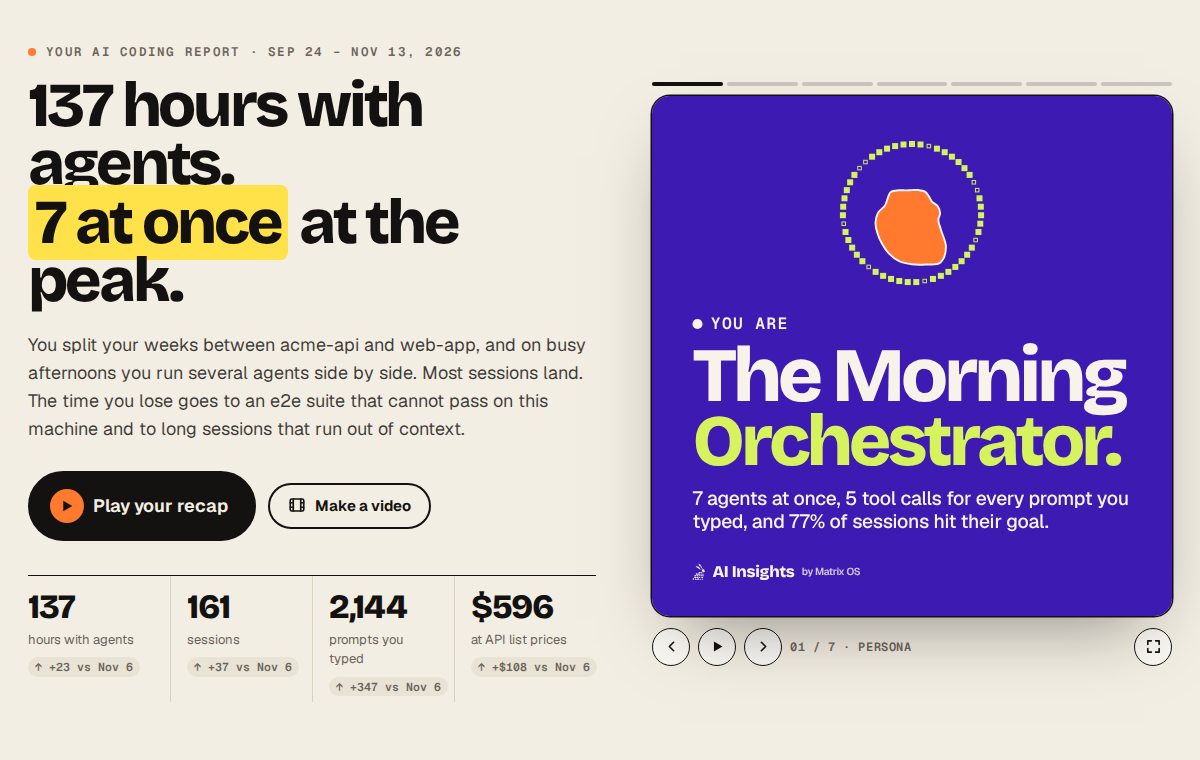 YOUR AI CODING REPORT · SEP 24 – NOV 13, 2026
137 hours with
agents.
7 at once at the
peak.
You split your weeks between acme-api and web-app, and on busy
afternoons you run several agents side by side. Most sessions land.
The time you lose goes to an e2e suite that cannot pass on this
machine and to long sessions that run out of context.
Play your recap
Make a video
137
hours with agents
↑ +23 vs Nov 6
161
sessions
↑ +37 vs Nov 6
2,144
prompts you
typed
↑ +347 vs Nov 6
$596
at API list prices
↑ +$108 vs Nov 6
YOU ARE
The Morning
Orchestrator.
7 agents at once, 5 tool calls for every prompt you
typed, and 77% of sessions hit their goal.
AI Insights by Matrix OS
01 / 7 · PERSONA